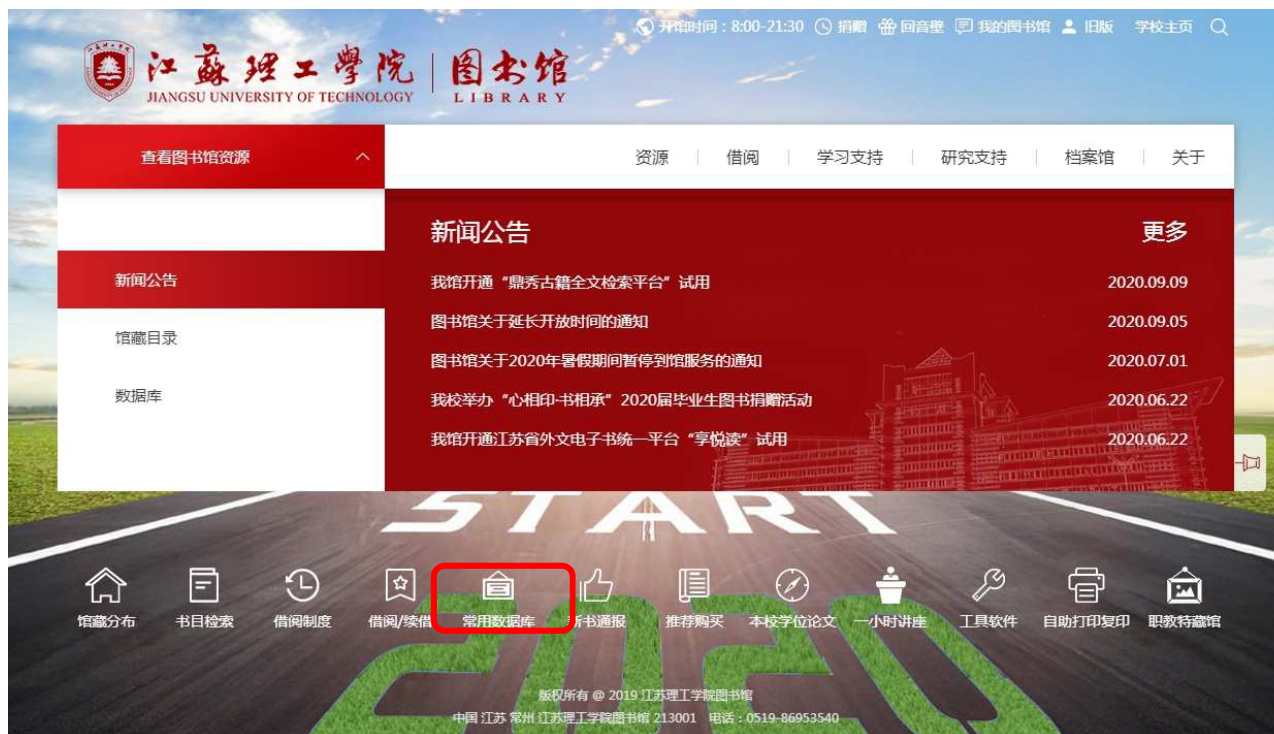 开馆时间：8:00-21:30 捐赠 回音壁 我的图书馆 旧版 学校主页
江蘇理工學院 图书馆
JIANGSU UNIVERSITY OF TECHNOLOGY LIBRARY
查看图书馆资源
资源 借阅 学习支持 研究支持 档案馆 关于
新闻公告 更多
新闻公告
馆藏目录
数据库
我馆开通“鼎秀古籍全文检索平台”试用 2020.09.09
图书馆关于延长开放时间的通知 2020.09.05
图书馆关于2020年暑假期间暂停到馆服务的通知 2020.07.01
我校举办“心相印·书相承”2020届毕业生图书捐赠活动 2020.06.22
我馆开通江苏省外文电子书统一平台“享悦读”试用 2020.06.22
START
馆藏分布 书目检索 借阅制度 借阅/续借 常用数据库 新书通报 推荐购买 本校学位论文 一小时讲座 工具软件 自助打印复印 职教特藏馆
2020
版权所有 @ 2019 江苏理工学院图书馆
中国 江苏 常州 江苏理工学院图书馆 213001 电话：0519-86953540